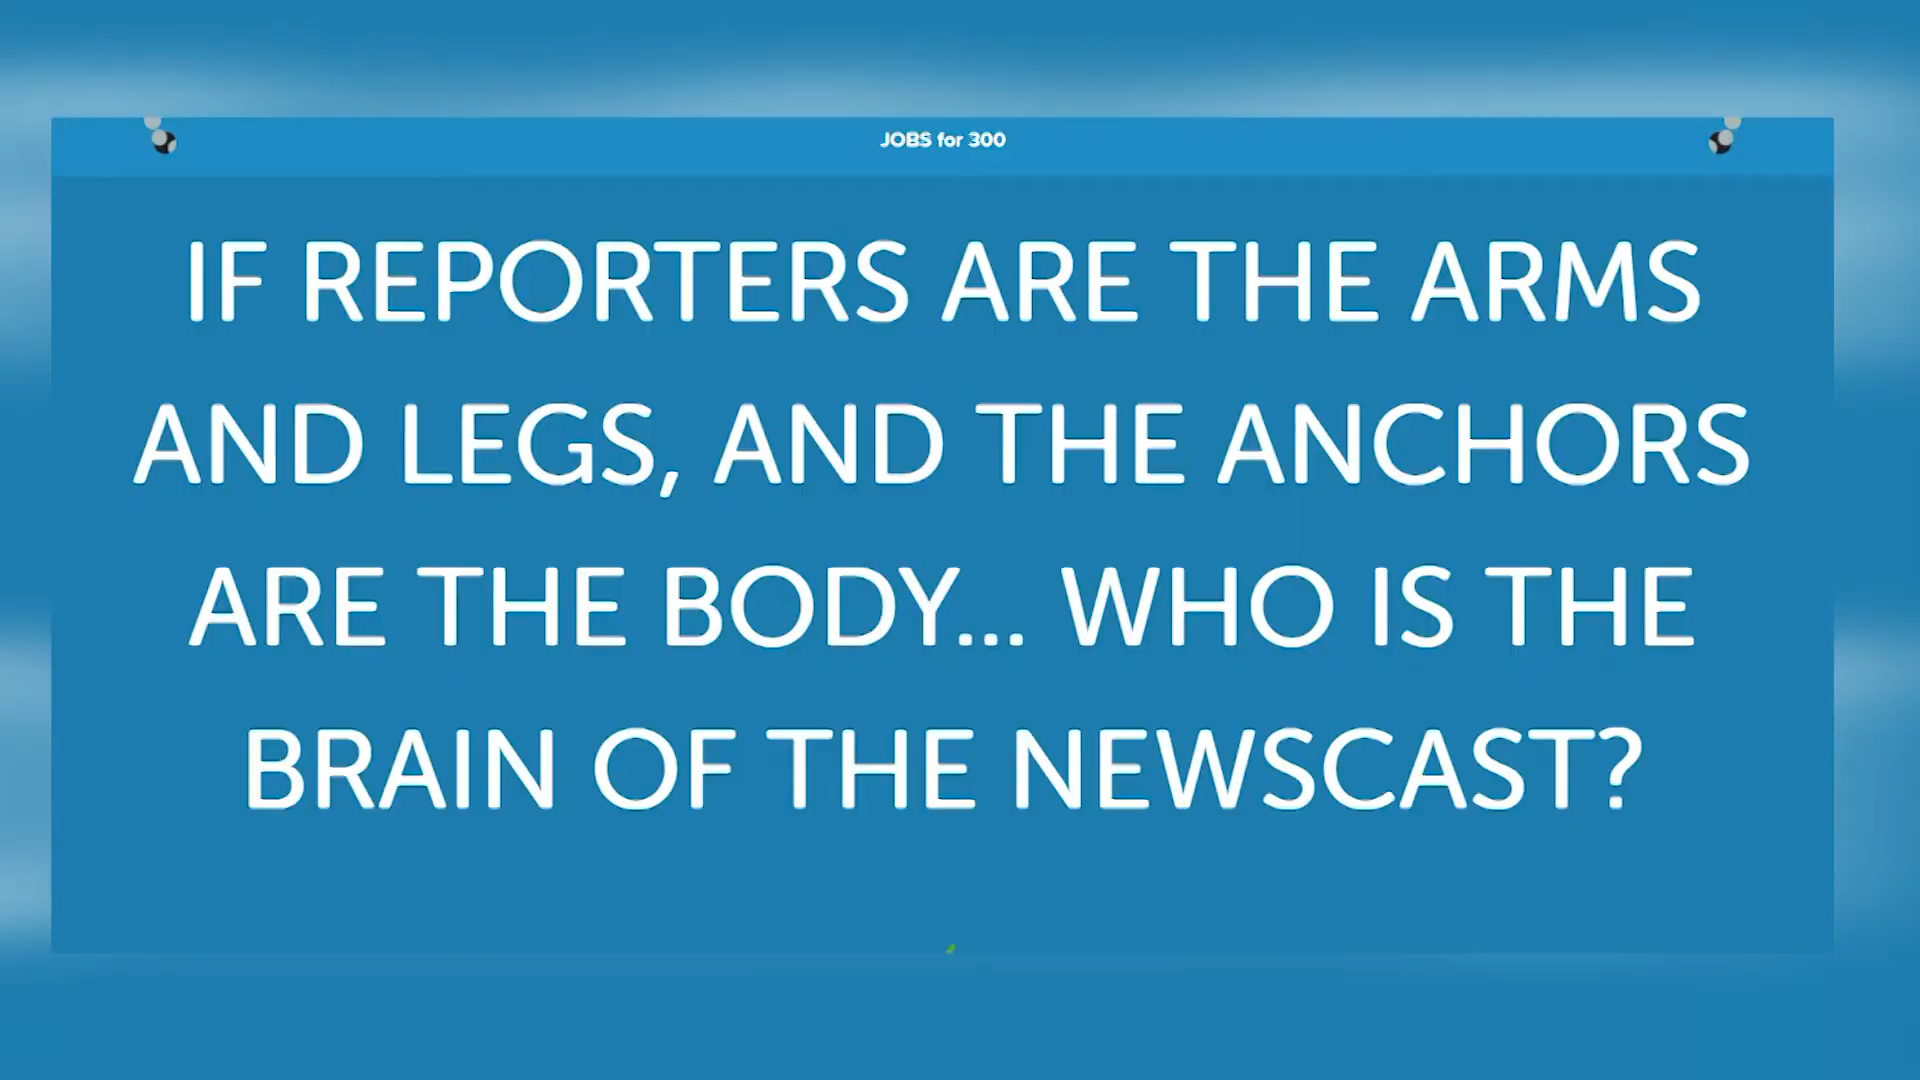 JOBS for 300
IF REPORTERS ARE THE ARMS
AND LEGS, AND THE ANCHORS
ARE THE BODY... WHO IS THE
BRAIN OF THE NEWSCAST?